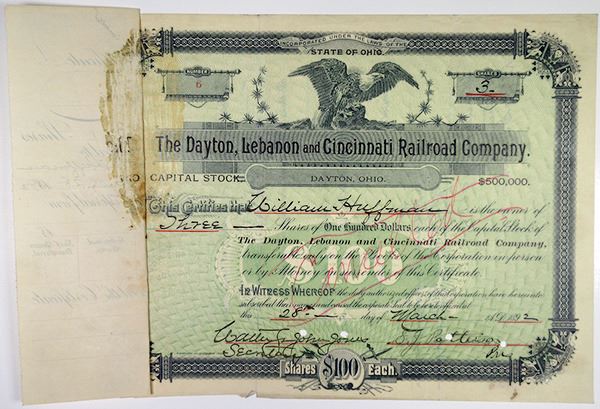 INCORPORATED UNDER THE LAWS OF THE
STATE OF OHIO.
NUMBER
5
SHARES
3
The Dayton, Lebanon and Cincinnati Railroad Company.
CAPITAL STOCK
DAYTON, OHIO.
$500,000.
This Certifies that William Huffman is the owner of
Three Shares of One Hundred Dollars each of the Capital Stock of
The Dayton, Lebanon and Cincinnati Railroad Company,
transferable only on the Books of the Corporation in person
or by Attorney on surrender of this Certificate.
In Witness Whereof the duly authorized officers of this Corporation have hereunto
subscribed their names and caused the corporate Seal to be hereto affixed
this 28th day of March 1892
Secretary
Shares $100 Each.